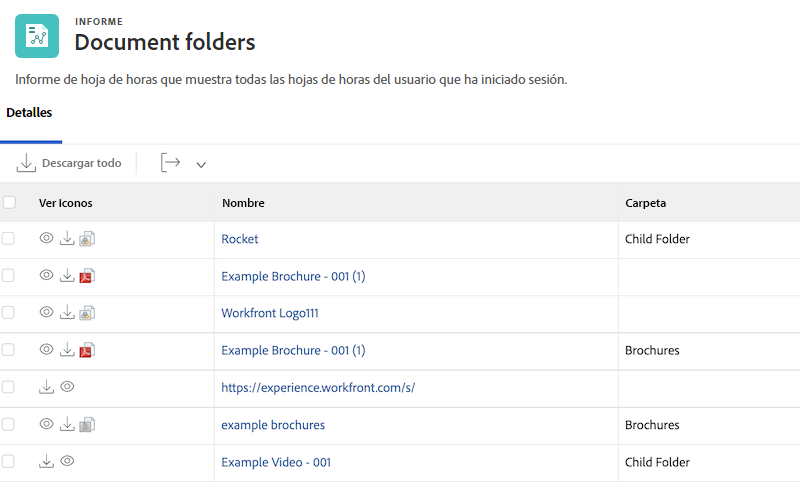 INFORME
Document folders
Informe de hoja de horas que muestra todas las hojas de horas del usuario que ha iniciado sesión.
Detalles
Descargar todo
Ver Iconos Nombre Carpeta
Rocket Child Folder
Example Brochure - 001 (1)
Workfront Logo111
Example Brochure - 001 (1) Brochures
https://experience.workfront.com/s/
example brochures Brochures
Example Video - 001 Child Folder